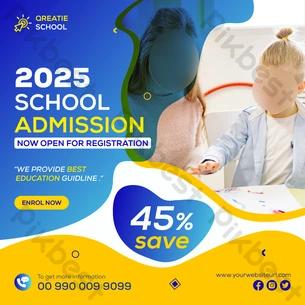 QREATIE
SCHOOL
2025
SCHOOL
ADMISSION
NOW OPEN FOR REGISTRATION
"WE PROVIDE BEST
EDUCATION GUIDLINE ."
ENROL NOW
45%
save
To get more information
00 990 009 9099
www.yourwebsiteurl.com
pikbest